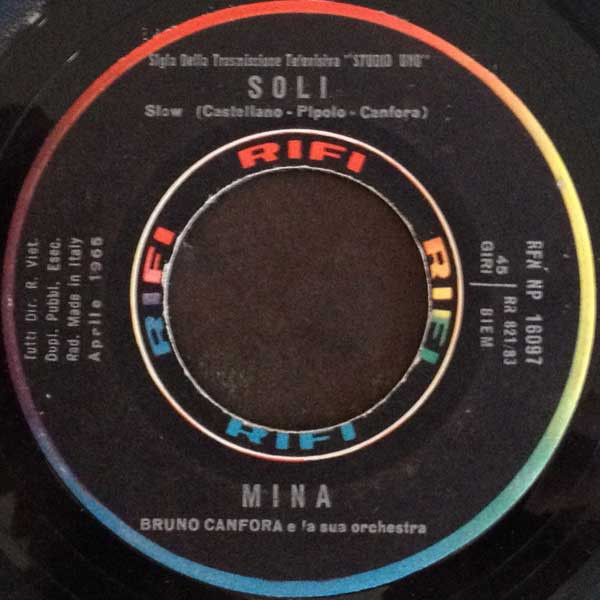 Sigla Della Trasmissione Televisiva "STUDIO UNO"
SOLI
Slow (Castellano - Pipolo - Canfora)
RIFI
RIFI
RIFI
RIFI
Tutti Dir. R. Viet.
Dupl. Pubbl. Esec.
Rad. Made in Italy
Aprile 1965
RFN NP 16097
45 GIRI
RR 821/83
BIEM
MINA
BRUNO CANFORA e la sua orchestra